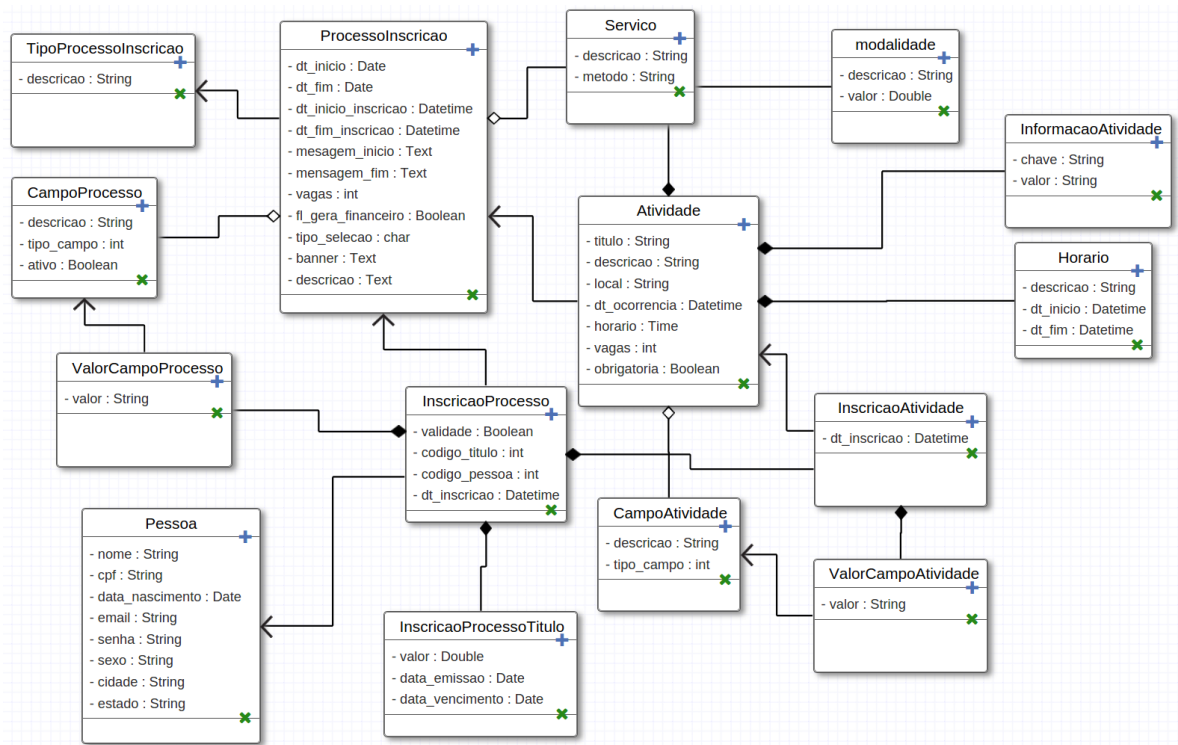 TipoProcessoInscricao
- descricao : String
ProcessoInscricao
- dt_inicio : Date
- dt_fim : Date
- dt_inicio_inscricao : Datetime
- dt_fim_inscricao : Datetime
- mesagem_inicio : Text
- mensagem_fim : Text
- vagas : int
- fl_gera_financeiro : Boolean
- tipo_selecao : char
- banner : Text
- descricao : Text
Servico
- descricao : String
- metodo : String
modalidade
- descricao : String
- valor : Double
InformacaoAtividade
- chave : String
- valor : String
CampoProcesso
- descricao : String
- tipo_campo : int
- ativo : Boolean
Atividade
- titulo : String
- descricao : String
- local : String
- dt_ocorrencia : Datetime
- horario : Time
- vagas : int
- obrigatoria : Boolean
Horario
- descricao : String
- dt_inicio : Datetime
- dt_fim : Datetime
ValorCampoProcesso
- valor : String
InscricaoProcesso
- validade : Boolean
- codigo_titulo : int
- codigo_pessoa : int
- dt_inscricao : Datetime
InscricaoAtividade
- dt_inscricao : Datetime
Pessoa
- nome : String
- cpf : String
- data_nascimento : Date
- email : String
- senha : String
- sexo : String
- cidade : String
- estado : String
CampoAtividade
- descricao : String
- tipo_campo : int
ValorCampoAtividade
- valor : String
InscricaoProcessoTitulo
- valor : Double
- data_emissao : Date
- data_vencimento : Date